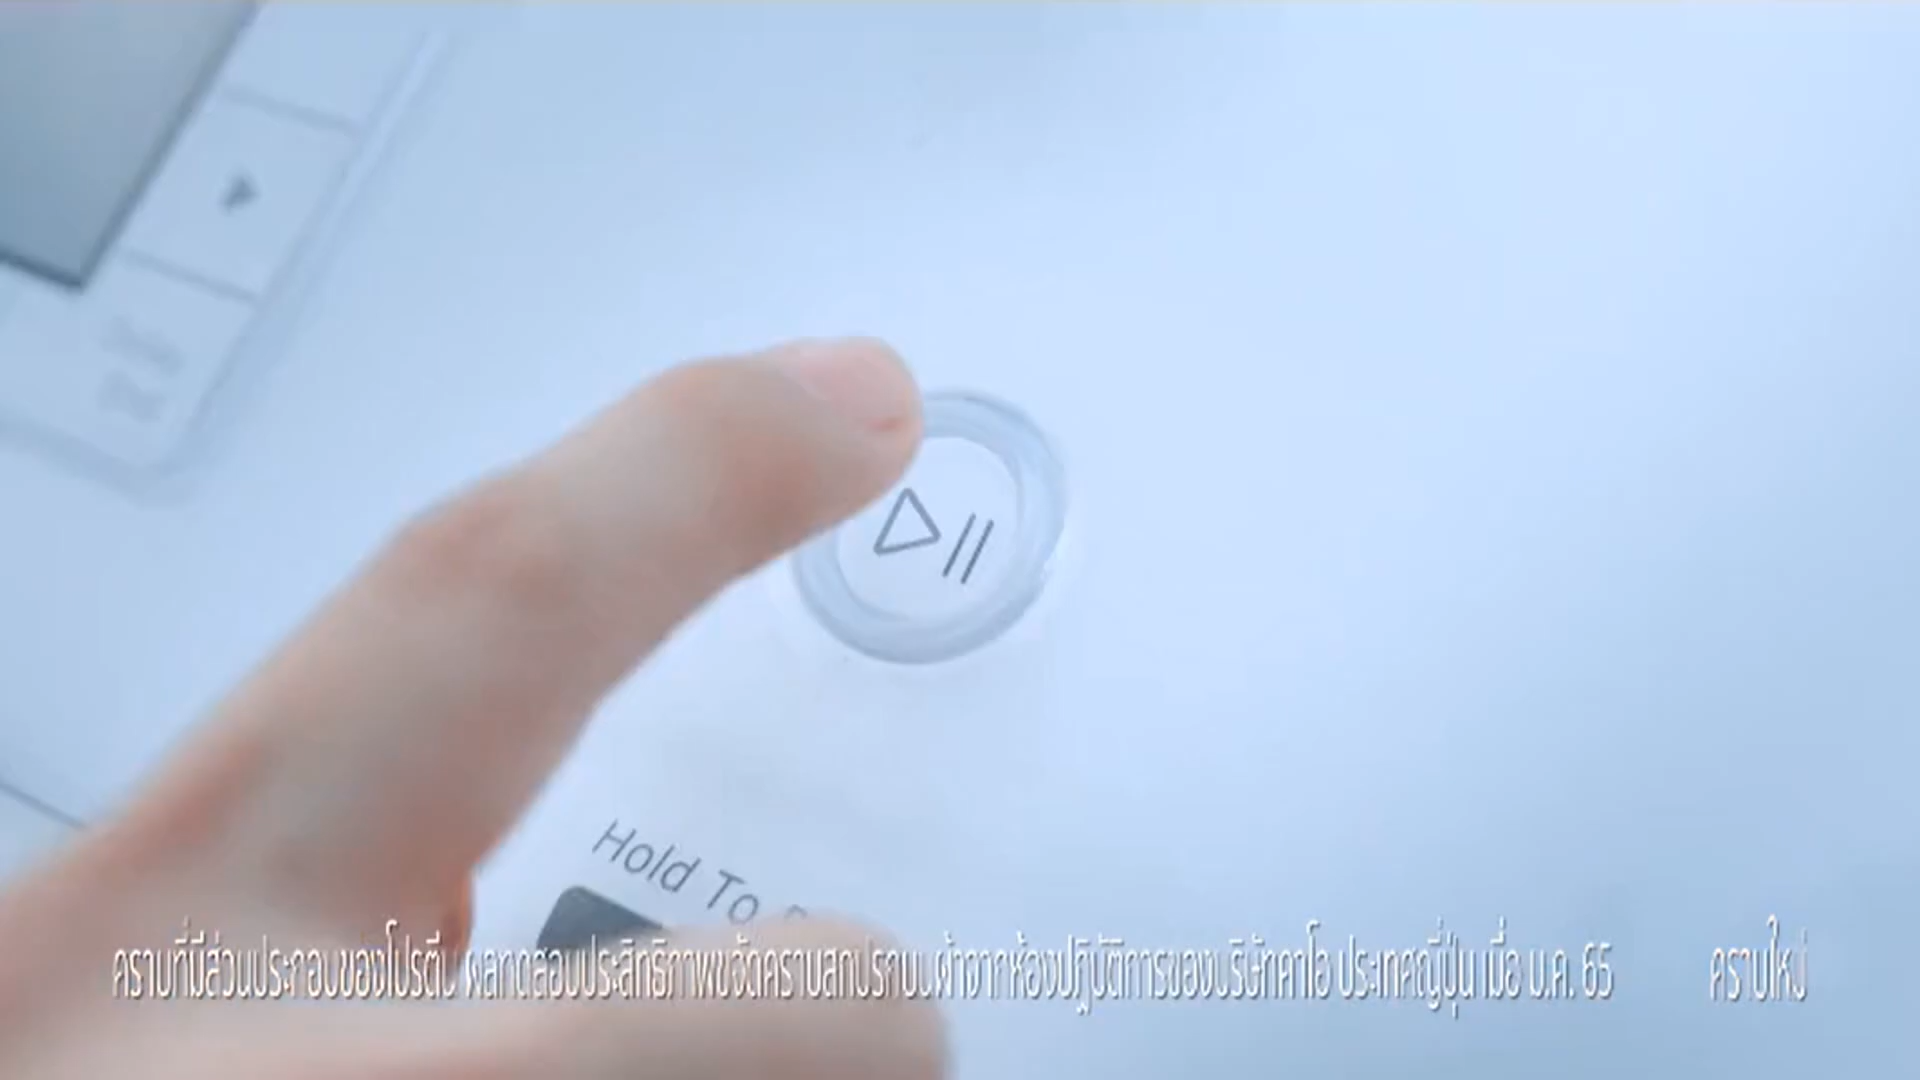 Hold To
คราบที่มีส่วนประกอบของโปรตีน ผลทดสอบประสิทธิภาพขจัดคราบสกปรกบนผ้าจากห้องปฏิบัติการของบริษัทคาโอ ประเทศญี่ปุ่น เมื่อ ม.ค. 65 คราบใหม่